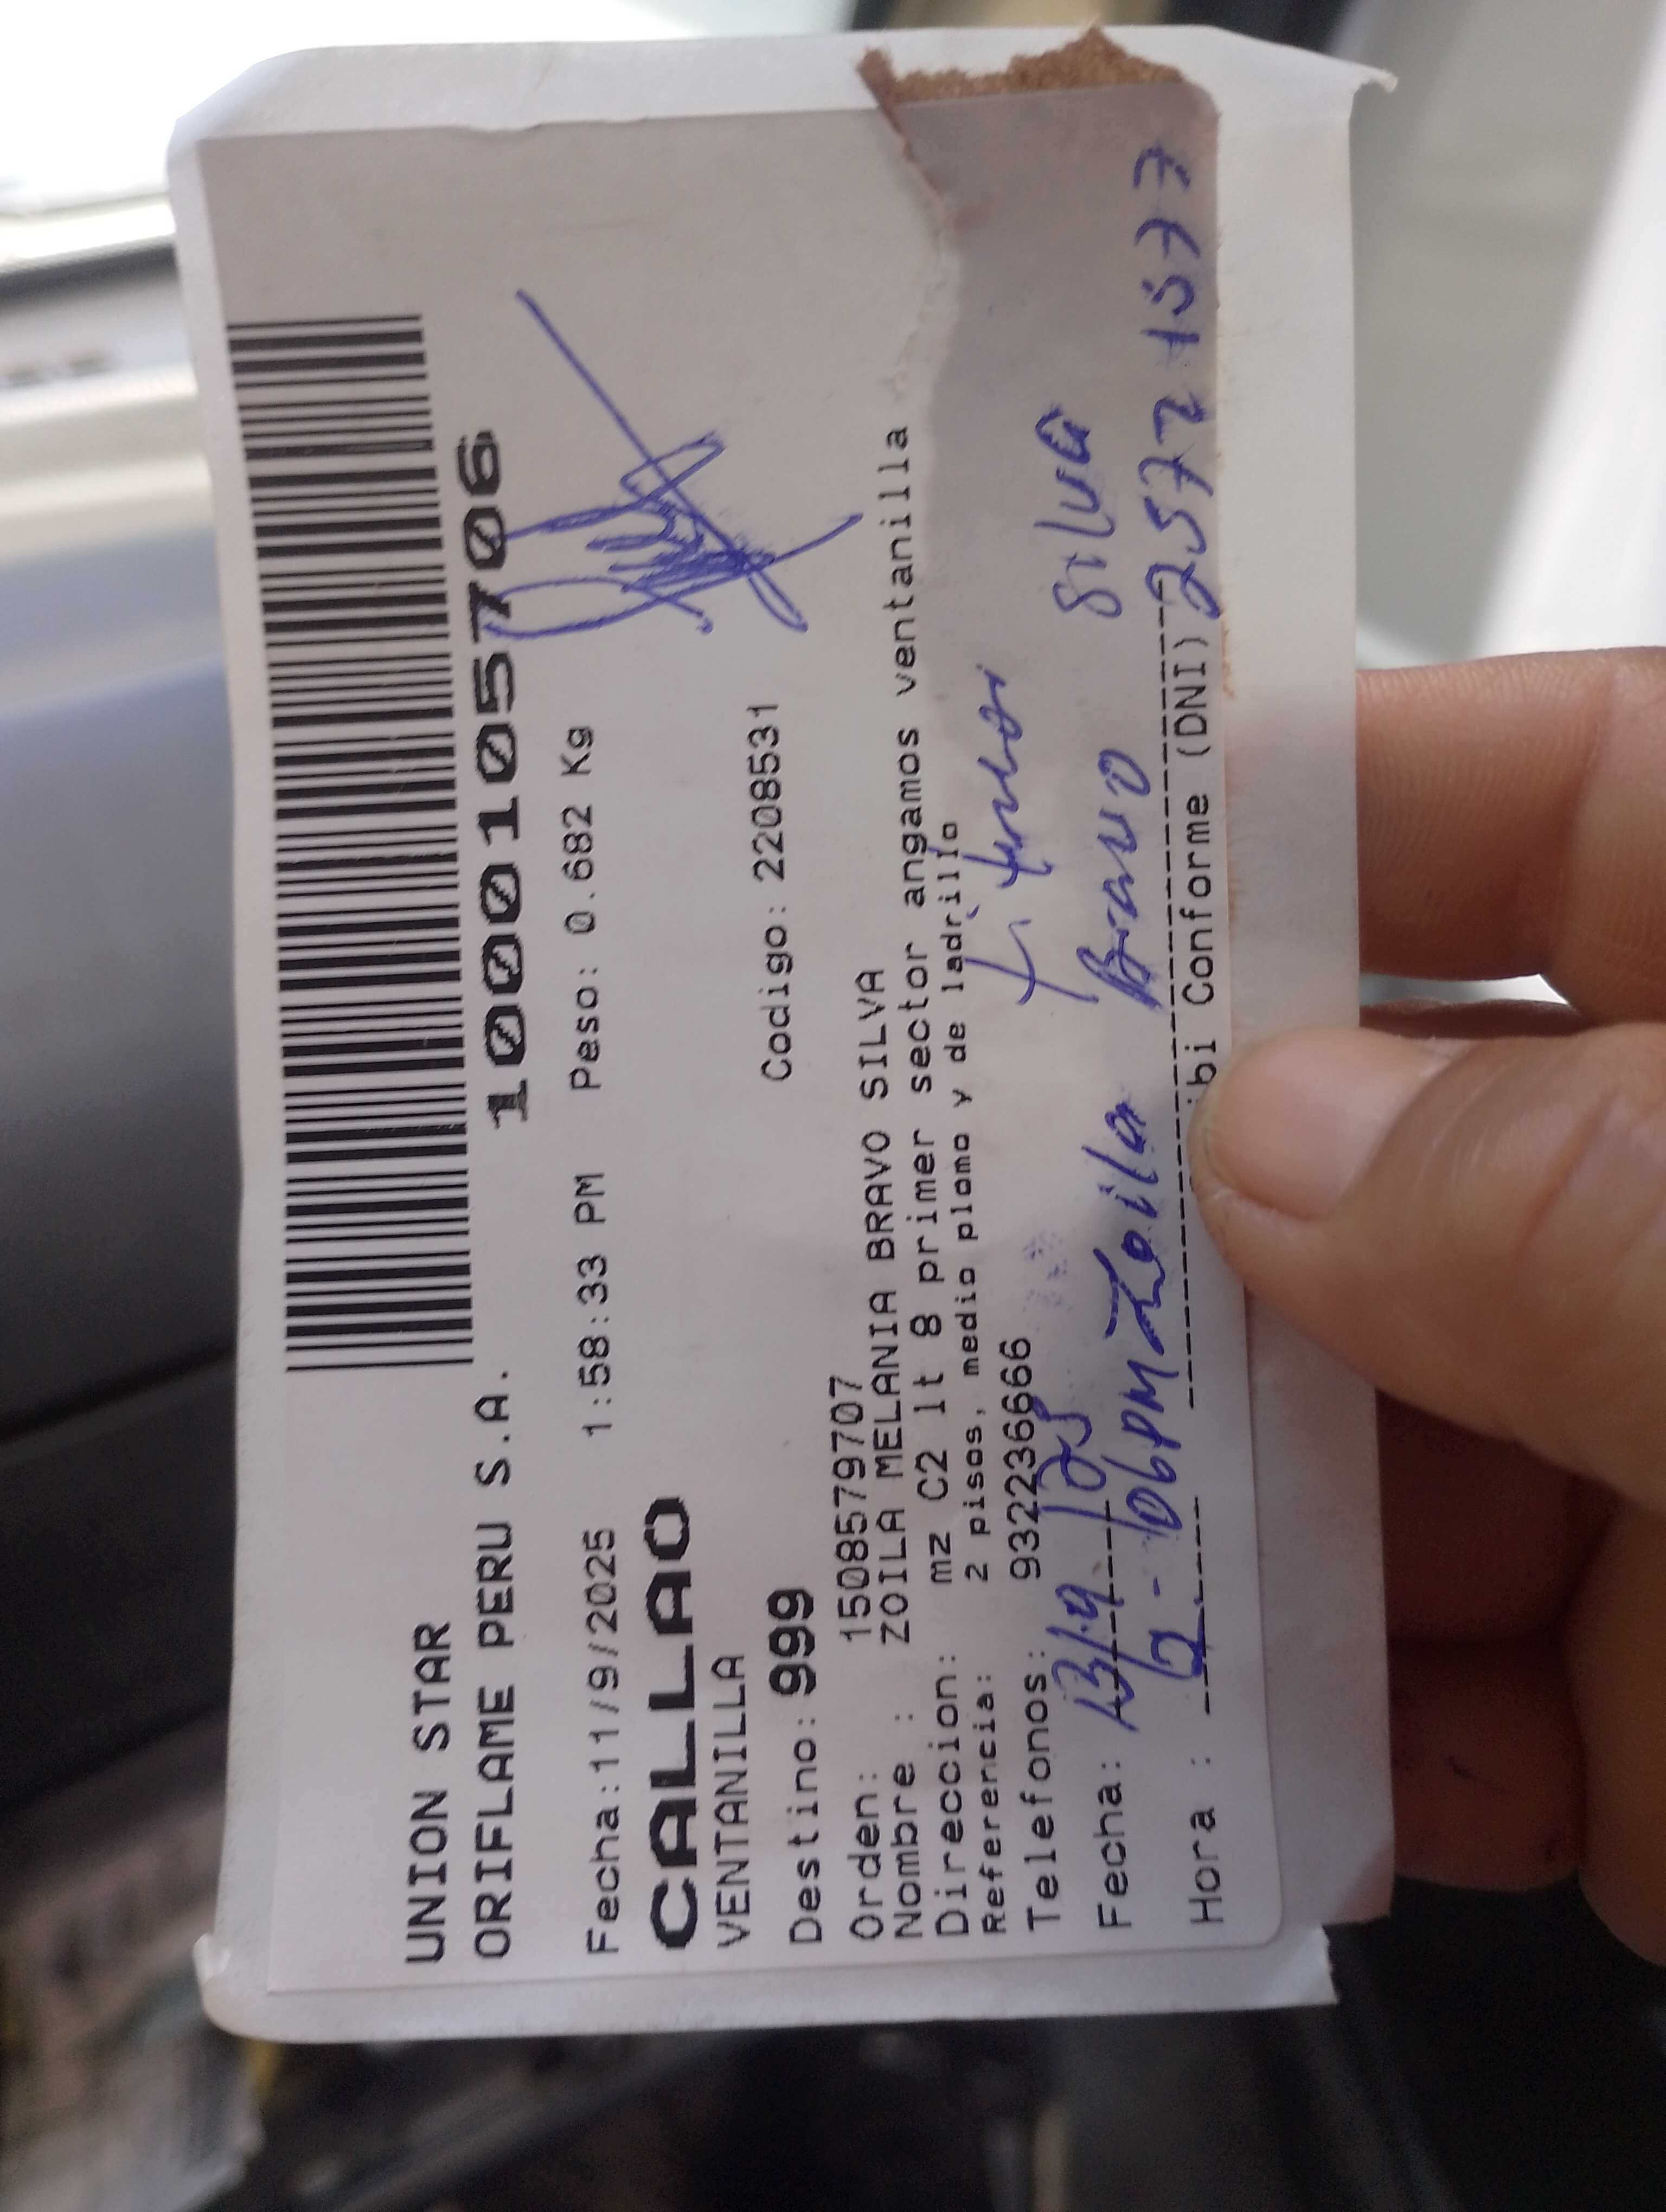 UNION STAR
ORIFLAME PERU S.A.
1000105706
Fecha:11/9/2025 1:58:33 PM Peso: 0.682 Kg
CALLAO
VENTANILLA
Destino: 999 Codigo: 2208531
Orden: 1508579707
Nombre : ZOILA MELANIA BRAVO SILVA
Direccion: mz C2 lt 8 primer sector angamos ventanilla
Referencia: 2 pisos, medio plomo y de ladrillo
Telefonos: 932236666
Titular
Fecha: 13/9/25 Zoila Bravo Silva
Hora : 2-06PM ibi Conforme (DNI) 25721577